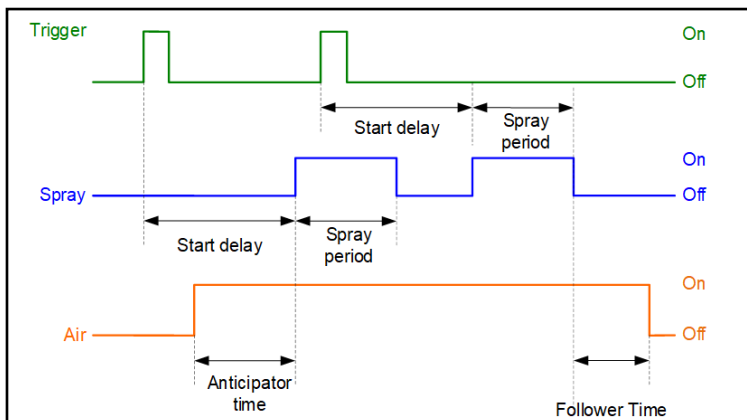 Trigger
On
Off
Start delay
Spray
period
On
Spray
Off
Start delay
Spray
period
On
Air
Off
Anticipator
time
Follower Time